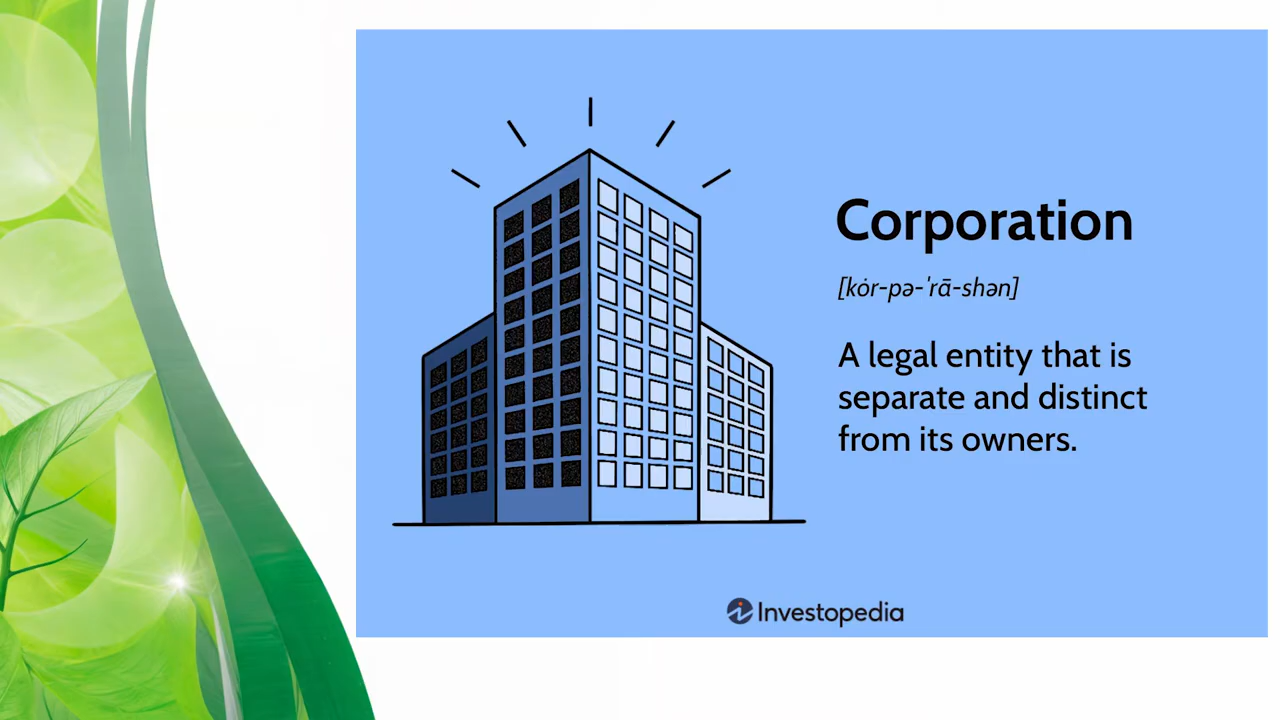 Corporation
[kȯr-pə-ˈrā-shən]
A legal entity that is
separate and distinct
from its owners.
Investopedia